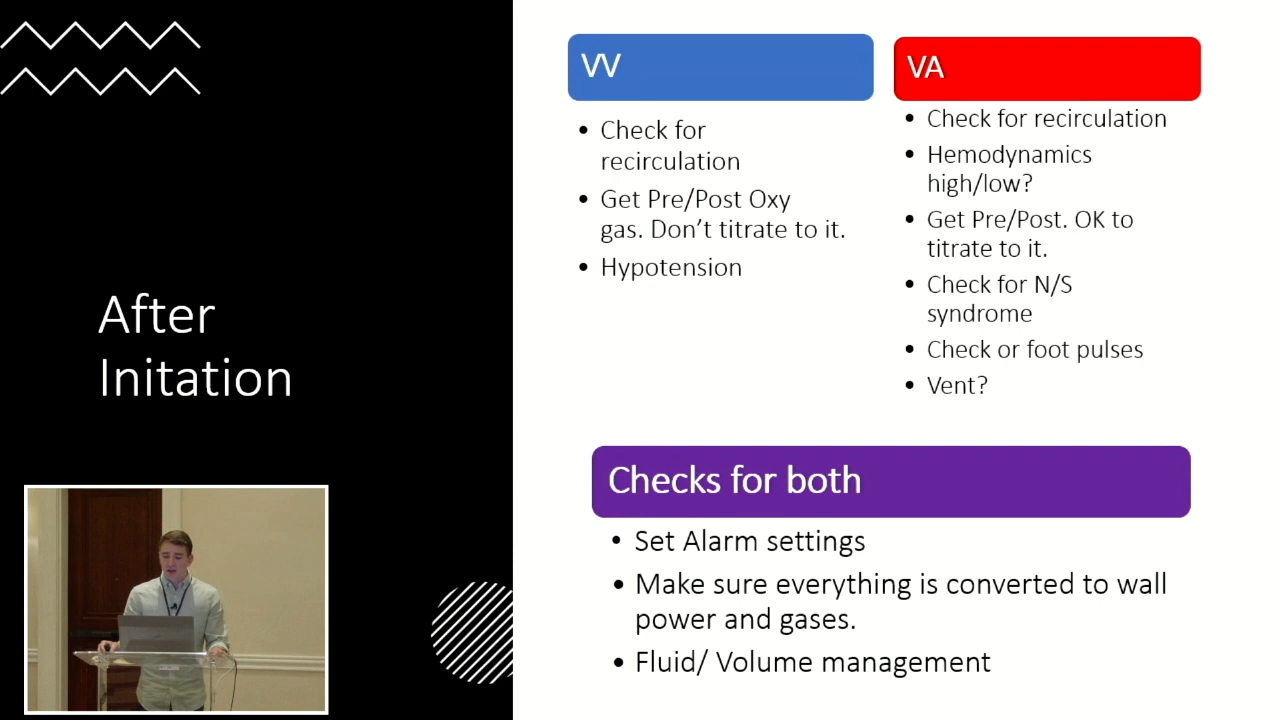 After
Initation
VV
• Check for
recirculation
• Get Pre/Post Oxy
gas. Don’t titrate to it.
• Hypotension
VA
• Check for recirculation
• Hemodynamics
high/low?
• Get Pre/Post. OK to
titrate to it.
• Check for N/S
syndrome
• Check or foot pulses
• Vent?
Checks for both
• Set Alarm settings
• Make sure everything is converted to wall
power and gases.
• Fluid/ Volume management